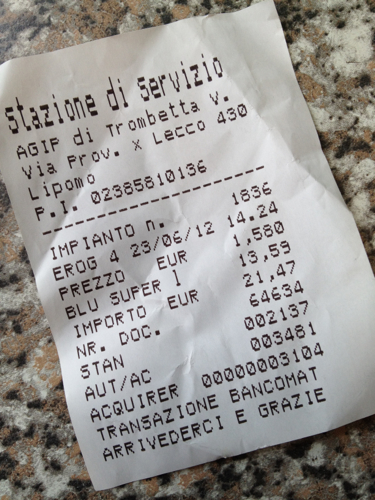 Stazione di Servizio
AGIP di Trombetta V.
Via Prov. x Lecco 430
Lipomo
P.I. 02385810136
--------------------
IMPIANTO n. 1836
EROG 4 23/06/12 14.24
PREZZO EUR 1,580
BLU SUPER l 13,59
IMPORTO EUR 21,47
NR. DOC. 64634
STAN 002137
AUT/AC 003481
ACQUIRER 00000003104
TRANSAZIONE BANCOMAT
ARRIVEDERCI E GRAZIE